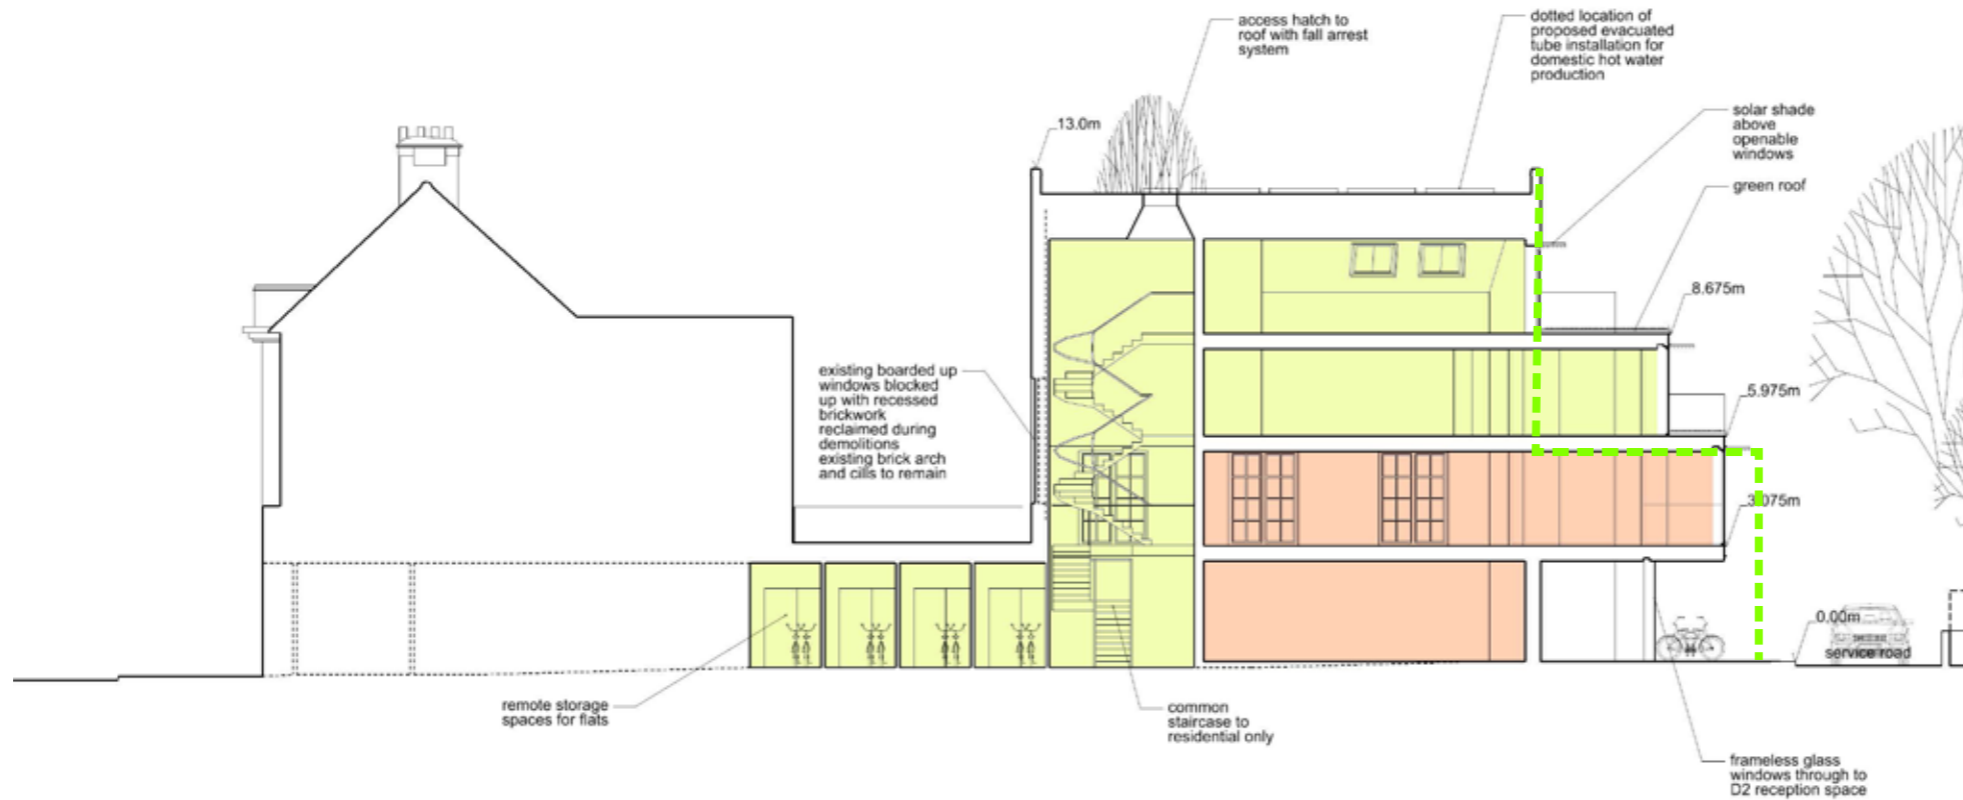 access hatch to
roof with fall arrest
system
dotted location of
proposed evacuated
tube installation for
domestic hot water
production
13.0m
solar shade
above
openable
windows
green roof
8.675m
existing boarded up
windows blocked
up with recessed
brickwork
reclaimed during
demolitions
existing brick arch
and cills to remain
5.975m
3.075m
0.00m
service road
remote storage
spaces for flats
common
staircase to
residential only
frameless glass
windows through to
D2 reception space